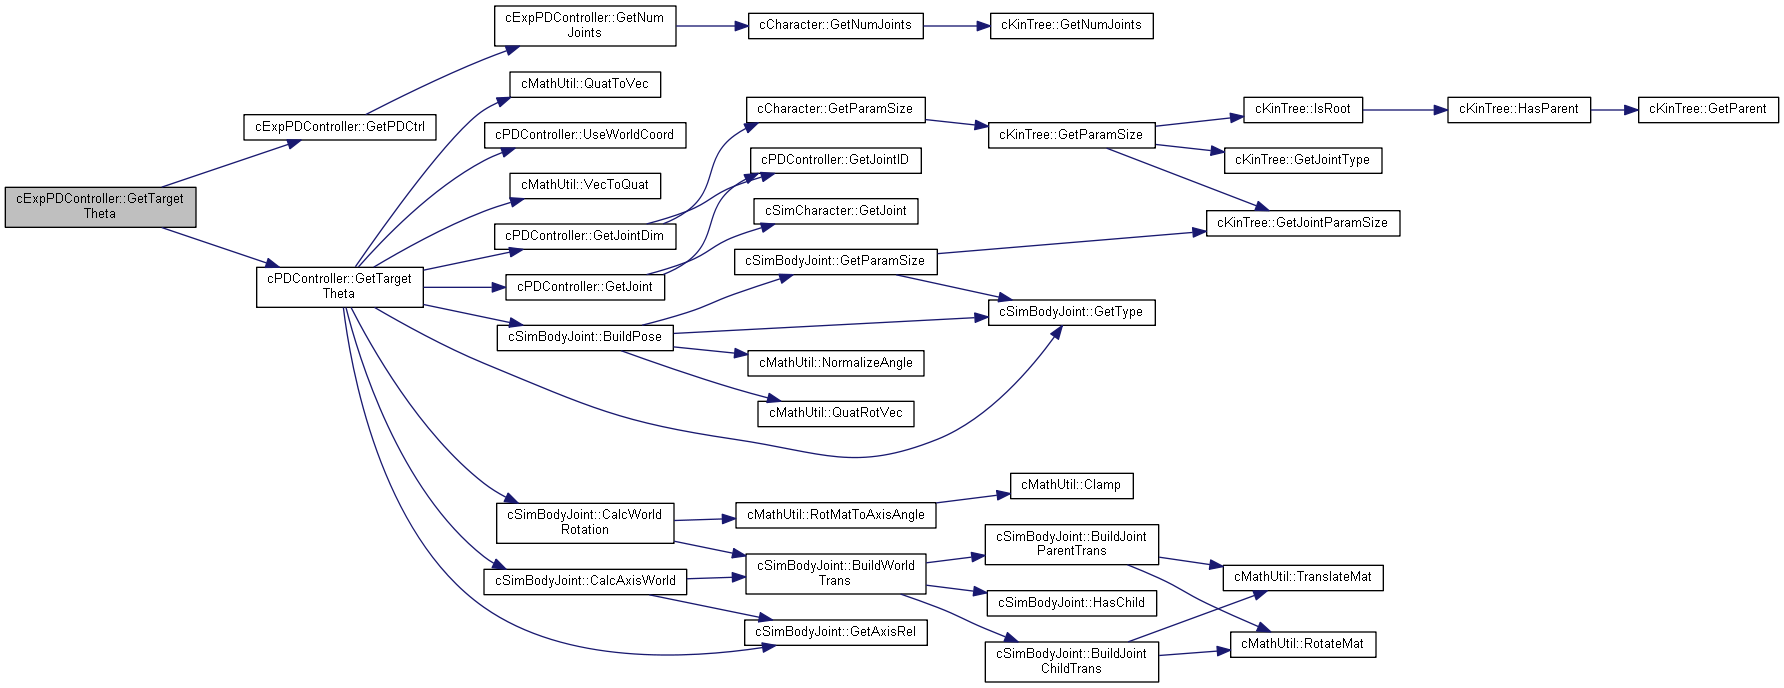 cExpPDController::GetNum
Joints
cCharacter::GetNumJoints
cKinTree::GetNumJoints
cMathUtil::QuatToVec
cExpPDController::GetPDCtrl
cPDController::UseWorldCoord
cCharacter::GetParamSize
cKinTree::GetParamSize
cKinTree::IsRoot
cKinTree::HasParent
cKinTree::GetParent
cPDController::GetJointID
cKinTree::GetJointType
cExpPDController::GetTarget
Theta
cMathUtil::VecToQuat
cSimCharacter::GetJoint
cKinTree::GetJointParamSize
cPDController::GetJointDim
cSimBodyJoint::GetParamSize
cPDController::GetTarget
Theta
cPDController::GetJoint
cSimBodyJoint::GetType
cSimBodyJoint::BuildPose
cMathUtil::NormalizeAngle
cMathUtil::QuatRotVec
cMathUtil::Clamp
cSimBodyJoint::CalcWorld
Rotation
cMathUtil::RotMatToAxisAngle
cSimBodyJoint::BuildJoint
ParentTrans
cSimBodyJoint::CalcAxisWorld
cSimBodyJoint::BuildWorld
Trans
cMathUtil::TranslateMat
cSimBodyJoint::HasChild
cSimBodyJoint::GetAxisRel
cSimBodyJoint::BuildJoint
ChildTrans
cMathUtil::RotateMat